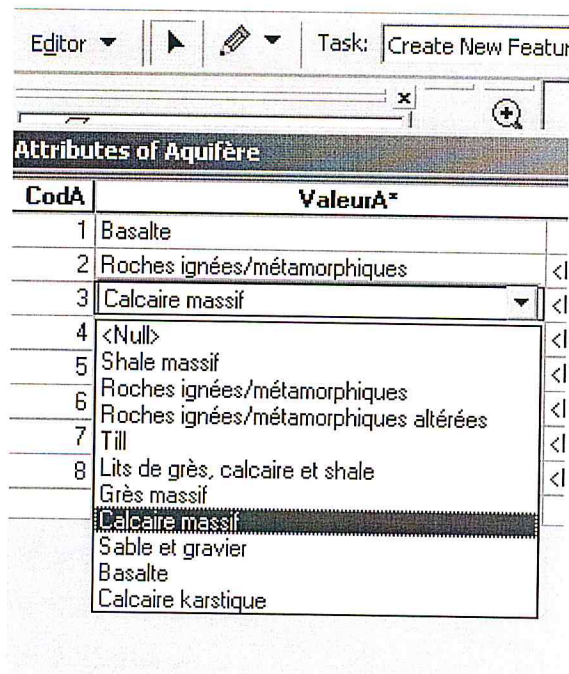 Editor Task: Create New Featur
x
Attributes of Aquifère
CodA ValeurA*
1 Basalte
2 Roches ignées/métamorphiques <l
3 Calcaire massif <l
4 <Null> <l
5 Shale massif <l
Roches ignées/métamorphiques
6 Roches ignées/métamorphiques altérées <l
7 Till <l
8 Lits de grès, calcaire et shale <l
Grès massif
Calcaire massif
Sable et gravier
Basalte
Calcaire karstique